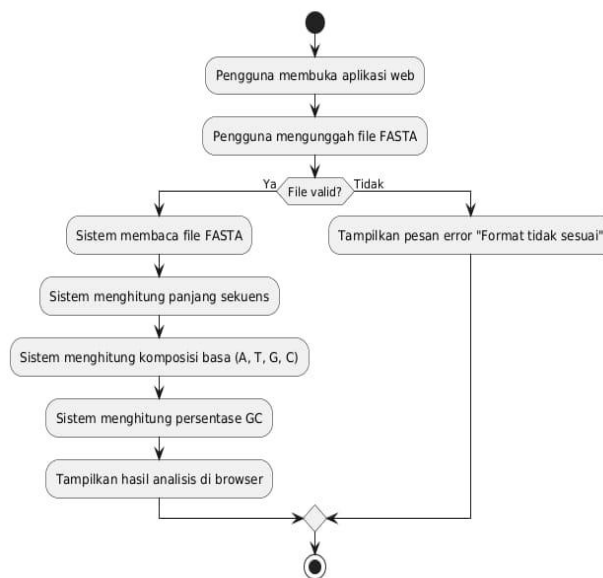 Pengguna membuka aplikasi web
Pengguna mengunggah file FASTA
Ya
File valid?
Tidak
Sistem membaca file FASTA
Tampilkan pesan error "Format tidak sesuai"
Sistem menghitung panjang sekuens
Sistem menghitung komposisi basa (A, T, G, C)
Sistem menghitung persentase GC
Tampilkan hasil analisis di browser